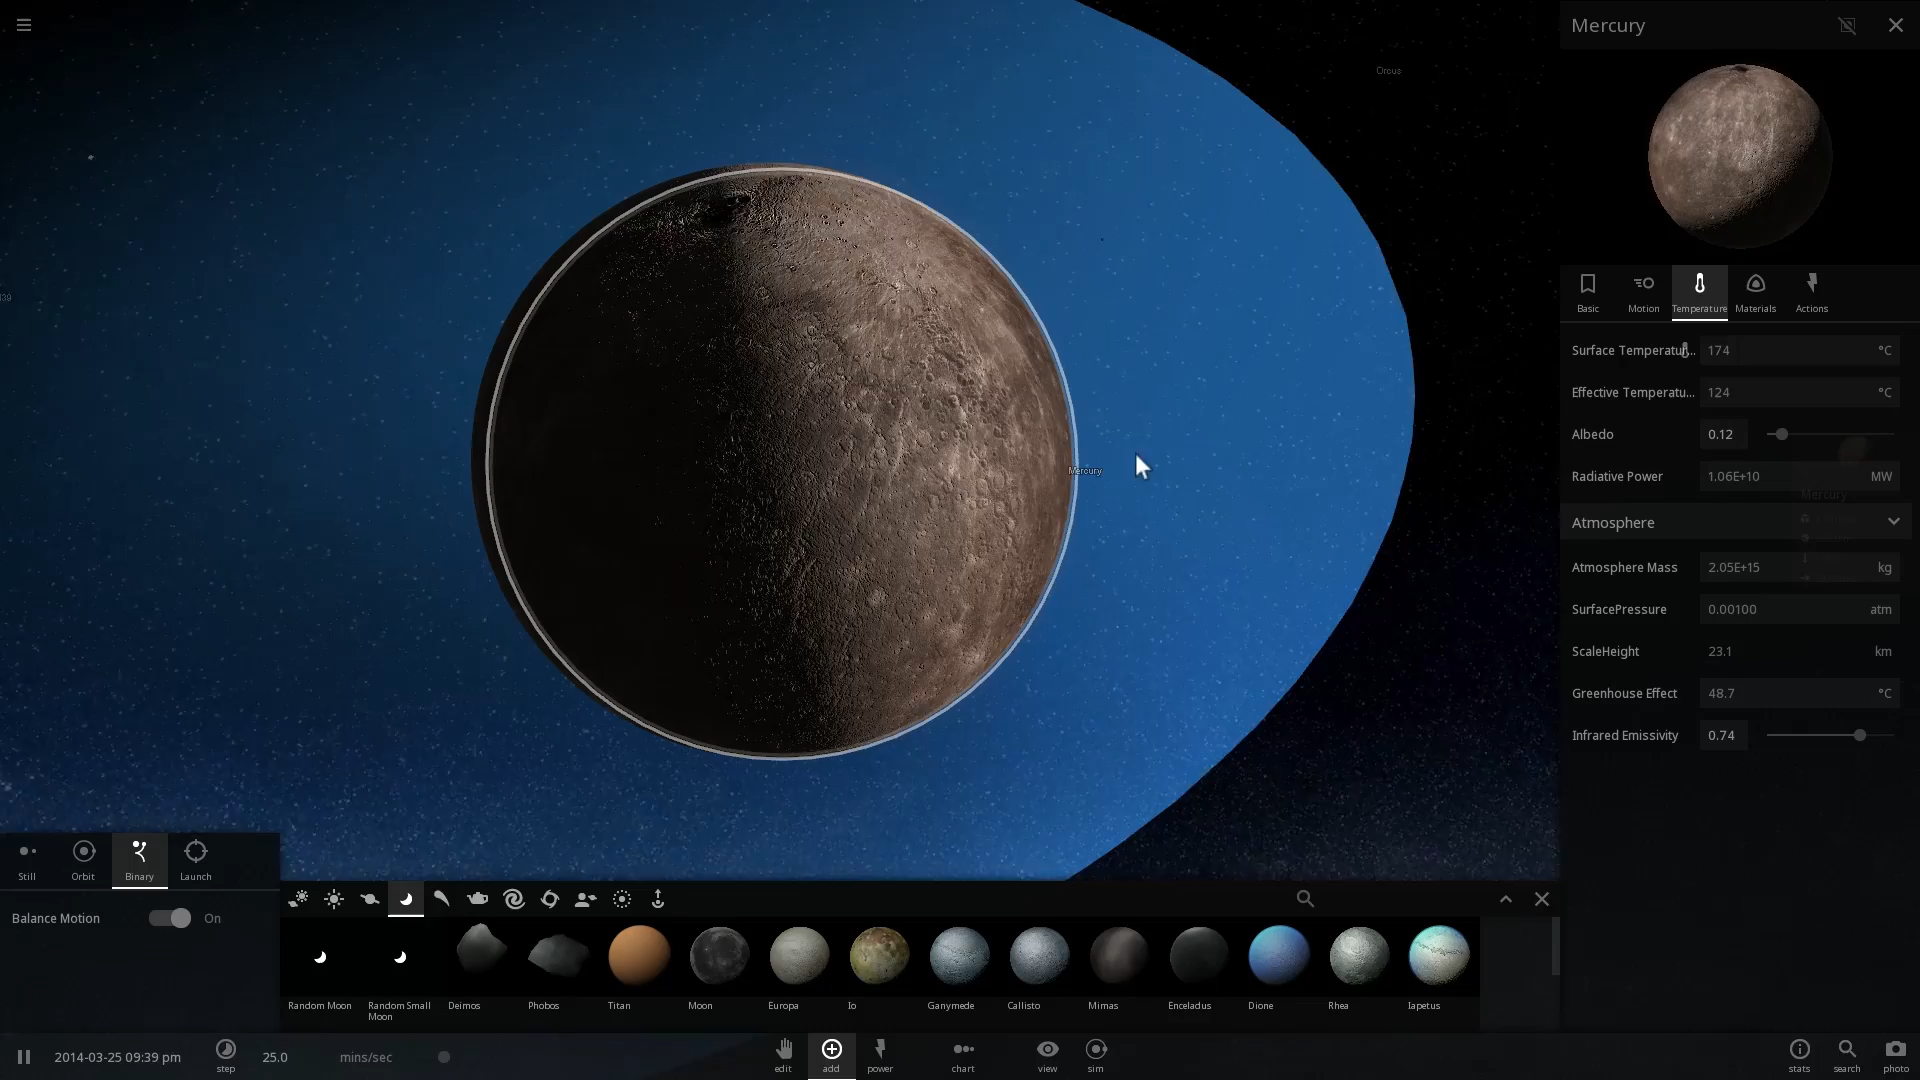 Mercury
Orcus
39
Mercury
Basic
Motion
Temperature
Materials
Actions
Surface Temperatur... 174 °C
Effective Temperatu... 124 °C
Albedo 0.12
Radiative Power 1.06E+10 MW
Mercury
Atmosphere
Atmosphere Mass 2.05E+15 kg
SurfacePressure 0.00100 atm
ScaleHeight 23.1 km
Greenhouse Effect 48.7 °C
Infrared Emissivity 0.74
Still
Orbit
Binary
Launch
Balance Motion On
Random Moon
Random Small Moon
Deimos
Phobos
Titan
Moon
Europa
Io
Ganymede
Callisto
Mimas
Enceladus
Dione
Rhea
Iapetus
2014-03-25 09:39 pm
step
25.0 mins/sec
edit
add
power
chart
view
sim
stats
search
photo